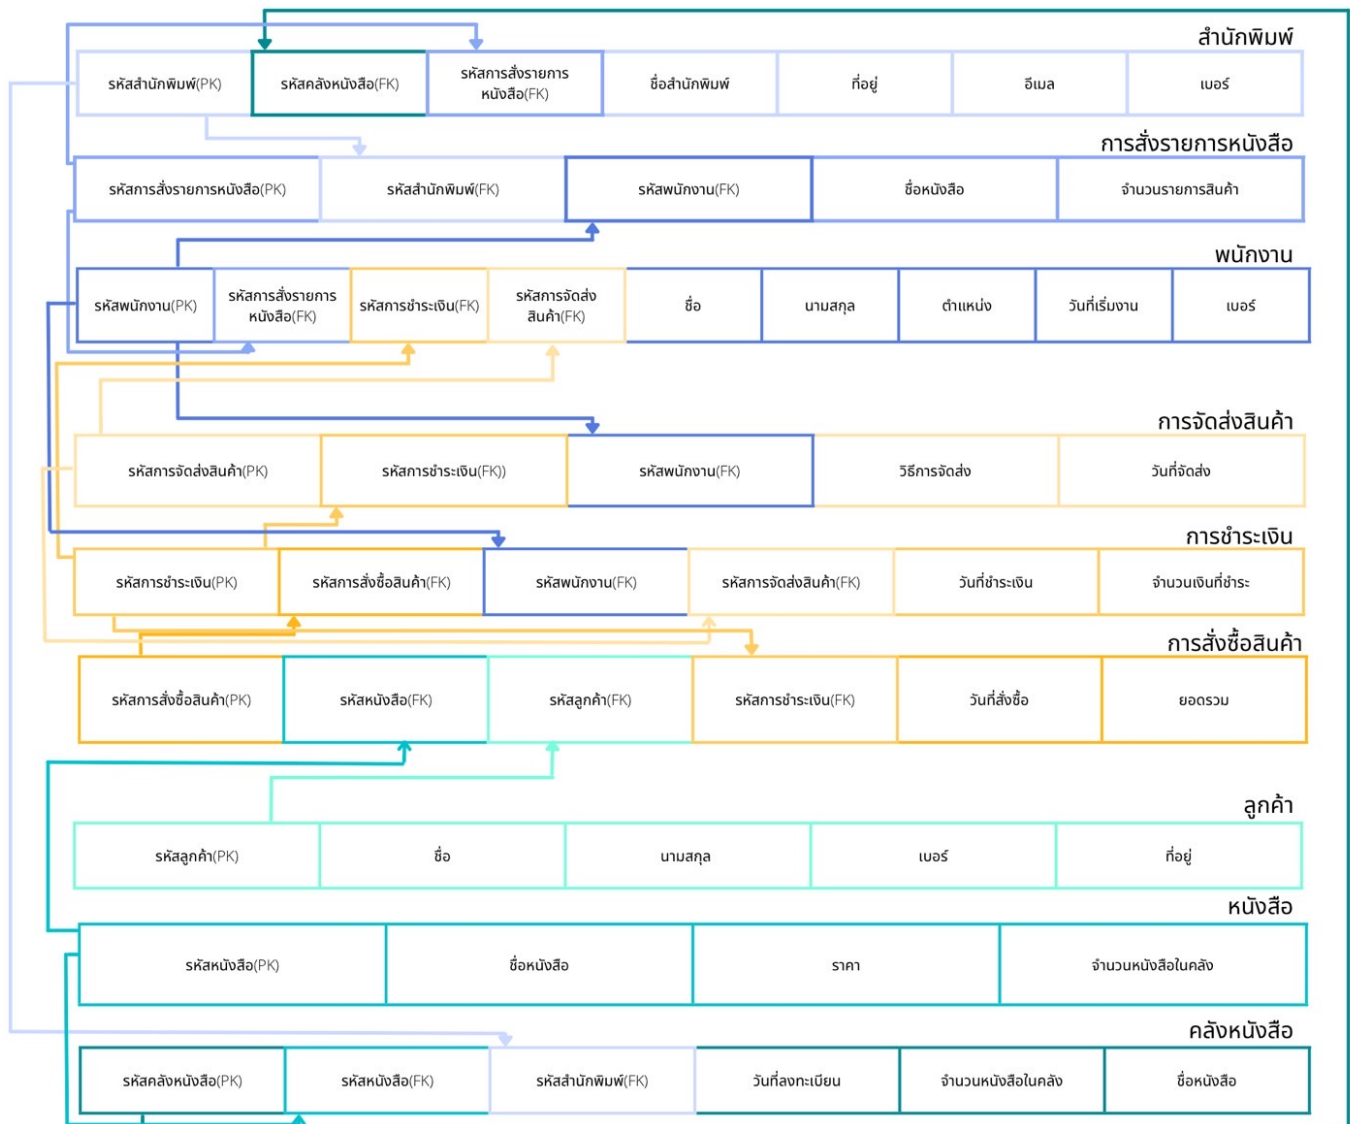 สำนักพิมพ์
รหัสสำนักพิมพ์(PK)
รหัสคลังหนังสือ(FK)
รหัสการสั่งรายการ
หนังสือ(FK)
ชื่อสำนักพิมพ์
ที่อยู่
อีเมล
เบอร์
การสั่งรายการหนังสือ
รหัสการสั่งรายการหนังสือ(PK)
รหัสสำนักพิมพ์(FK)
รหัสพนักงาน(FK)
ชื่อหนังสือ
จำนวนรายการสินค้า
พนักงาน
รหัสพนักงาน(PK)
รหัสการสั่งรายการ
หนังสือ(FK)
รหัสการชำระเงิน(FK)
รหัสการจัดส่ง
สินค้า(FK)
ชื่อ
นามสกุล
ตำแหน่ง
วันที่เริ่มงาน
เบอร์
การจัดส่งสินค้า
รหัสการจัดส่งสินค้า(PK)
รหัสการชำระเงิน(FK))
รหัสพนักงาน(FK)
วิธีการจัดส่ง
วันที่จัดส่ง
การชำระเงิน
รหัสการชำระเงิน(PK)
รหัสการสั่งซื้อสินค้า(FK)
รหัสพนักงาน(FK)
รหัสการจัดส่งสินค้า(FK)
วันที่ชำระเงิน
จำนวนเงินที่ชำระ
การสั่งซื้อสินค้า
รหัสการสั่งซื้อสินค้า(PK)
รหัสหนังสือ(FK)
รหัสลูกค้า(FK)
รหัสการชำระเงิน(FK)
วันที่สั่งซื้อ
ยอดรวม
ลูกค้า
รหัสลูกค้า(PK)
ชื่อ
นามสกุล
เบอร์
ที่อยู่
หนังสือ
รหัสหนังสือ(PK)
ชื่อหนังสือ
ราคา
จำนวนหนังสือในคลัง
คลังหนังสือ
รหัสคลังหนังสือ(PK)
รหัสหนังสือ(FK)
รหัสสำนักพิมพ์(FK)
วันที่ลงทะเบียน
จำนวนหนังสือในคลัง
ชื่อหนังสือ